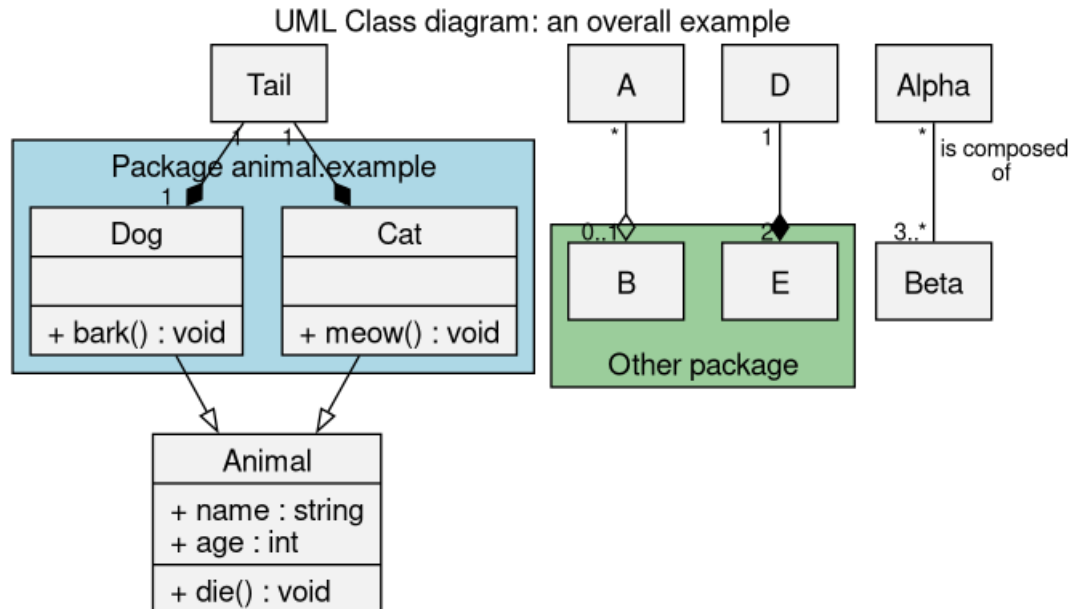 UML Class diagram: an overall example
Tail
A
D
Alpha
1
1
*
1
*
is composed
of
Package animal.example
1
Dog
Cat
0..1
2
3..*
B
E
Beta
+ bark() : void
+ meow() : void
Other package
Animal
+ name : string
+ age : int
+ die() : void